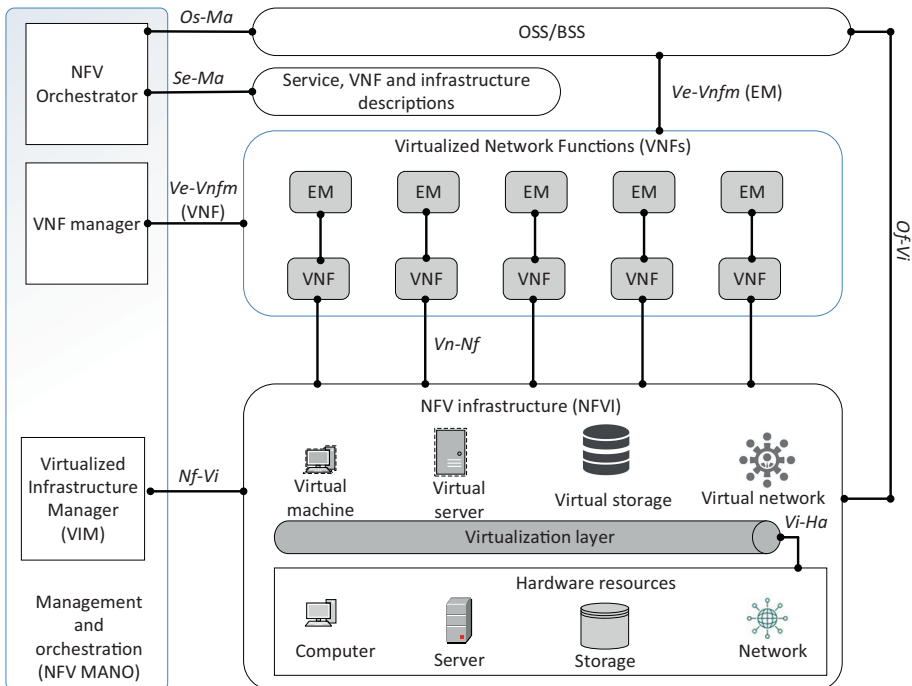 Os-Ma
OSS/BSS
NFV
Orchestrator
Se-Ma
Service, VNF and infrastructure
descriptions
Ve-Vnfm (EM)
Virtualized Network Functions (VNFs)
VNF manager
Ve-Vnfm
(VNF)
EM
EM
EM
EM
EM
VNF
VNF
VNF
VNF
VNF
Of-Vi
Vn-Nf
NFV infrastructure (NFVI)
Virtualized
Infrastructure
Manager
(VIM)
Nf-Vi
Virtual
machine
Virtual
server
Virtual storage
Virtual network
Vi-Ha
Virtualization layer
Hardware resources
Computer
Server
Storage
Network
Management
and
orchestration
(NFV MANO)